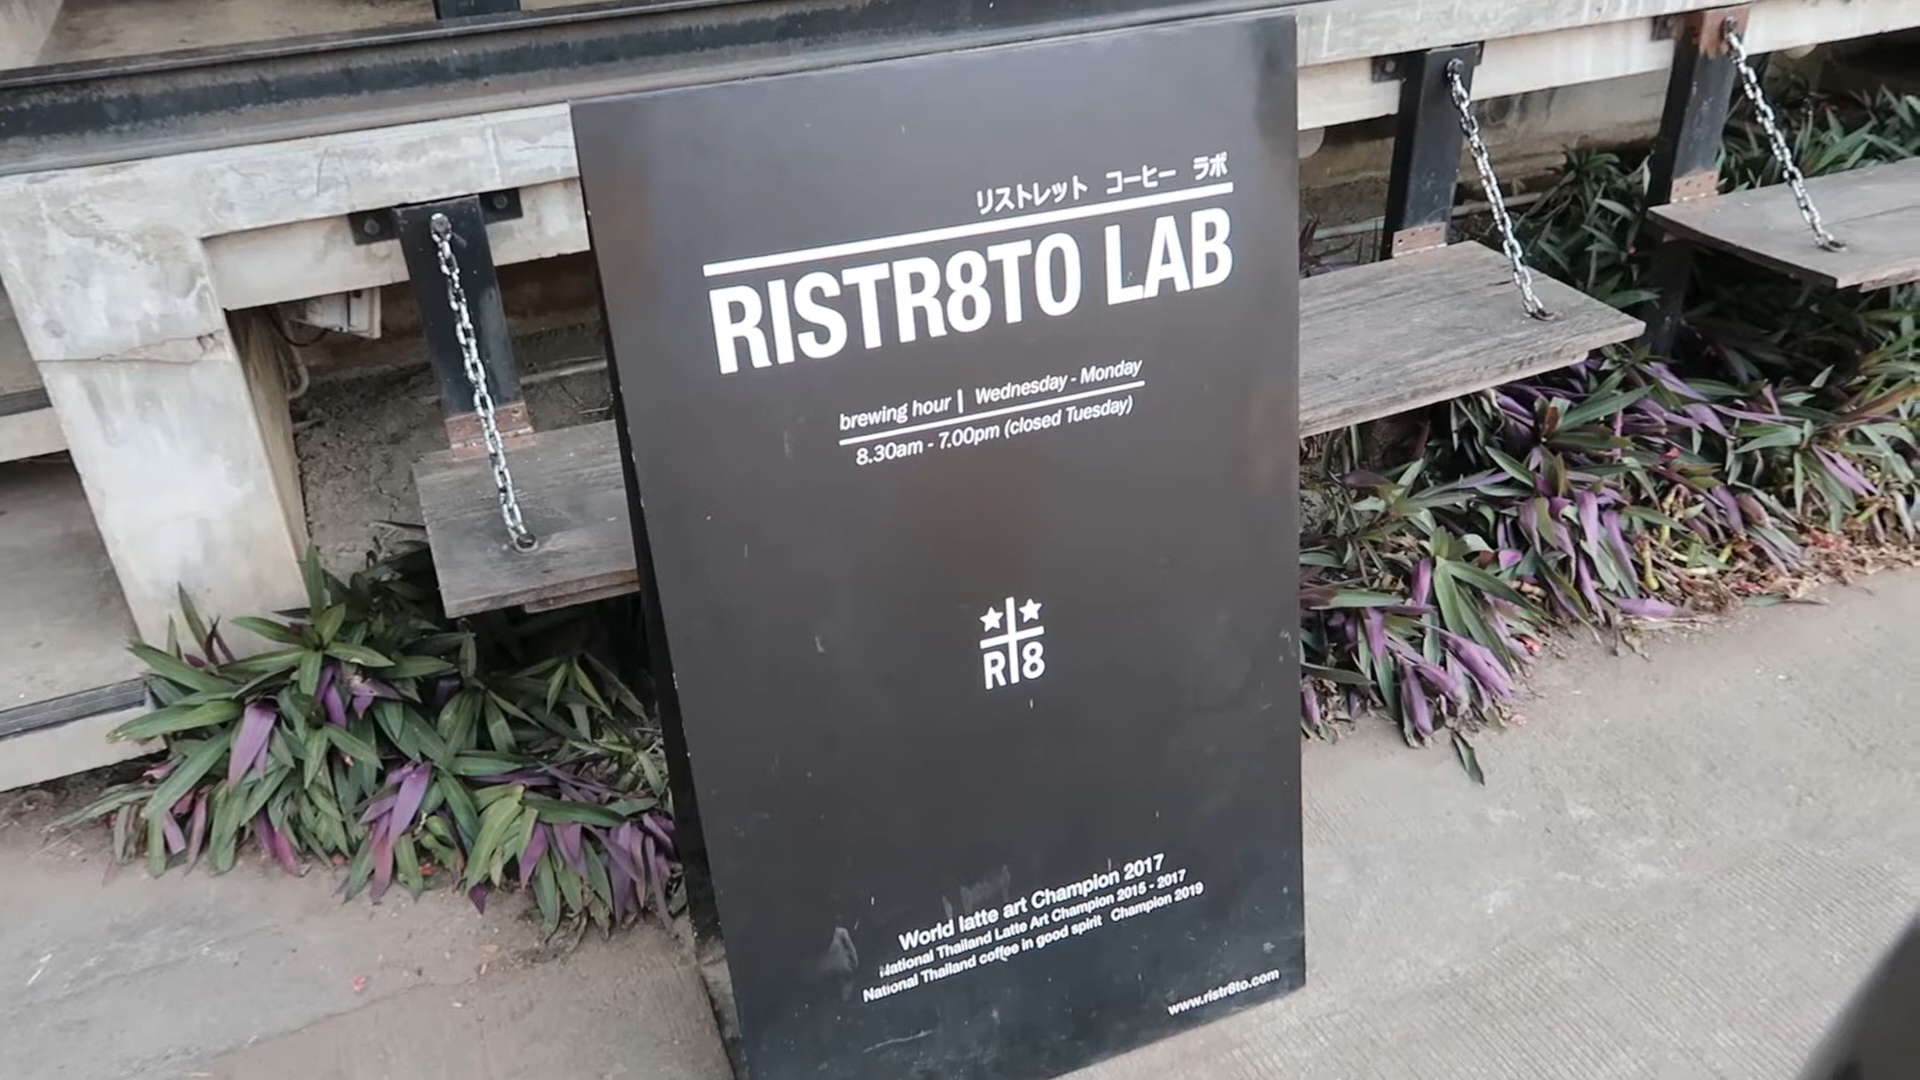 リストレット コーヒー ラボ
RISTR8TO LAB
brewing hour | Wednesday - Monday
8.30am - 7.00pm (closed Tuesday)
R8
World latte art Champion 2017
National Thailand Latte Art Champion 2015 - 2017
National Thailand coffee in good spirit Champion 2019
www.ristr8to.com